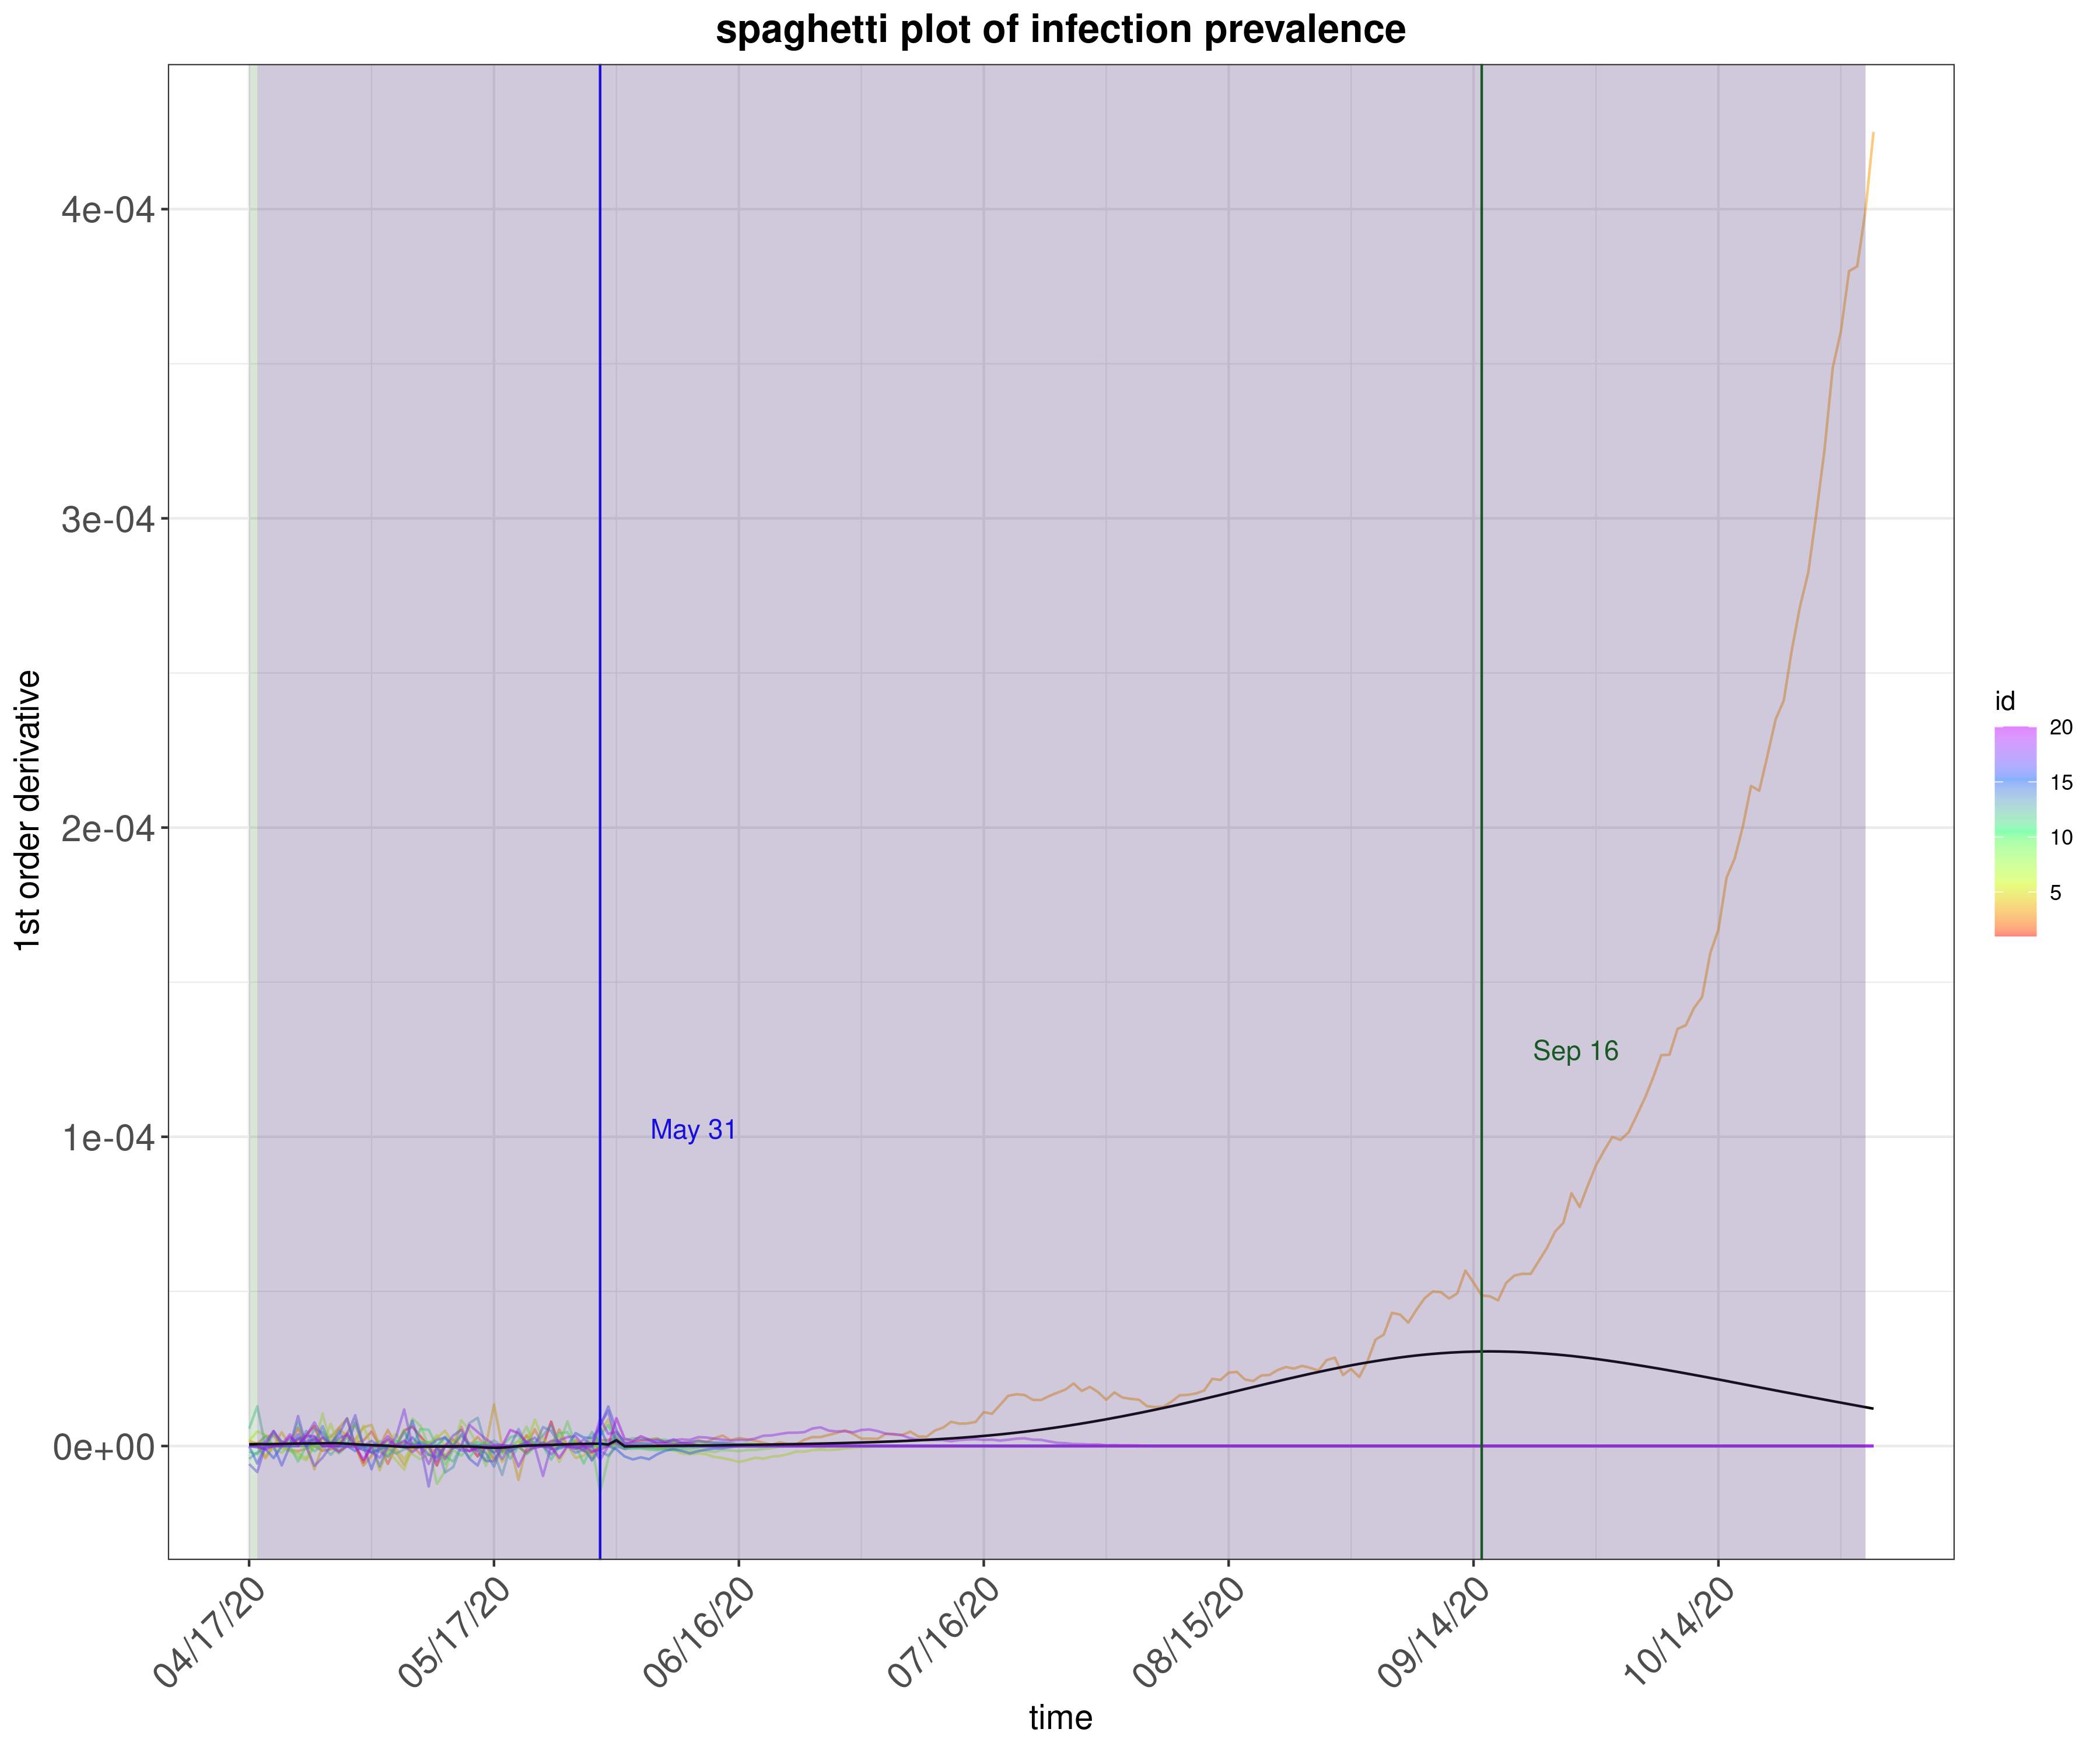 spaghetti plot of infection prevalence
1st order derivative
4e-04
3e-04
2e-04
1e-04
0e+00
May 31
Sep 16
04/17/20
05/17/20
06/16/20
07/16/20
08/15/20
09/14/20
10/14/20
time
id
20
15
10
5